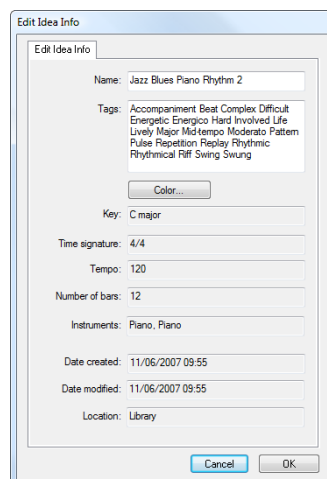 Edit Idea Info
Edit Idea Info
Name: Jazz Blues Piano Rhythm 2
Tags: Accompaniment Beat Complex Difficult
Energetic Energico Hard Involved Life
Lively Major Mid-tempo Moderato Pattern
Pulse Repetition Replay Rhythmic
Rhythmical Riff Swing Swung
Color...
Key: C major
Time signature: 4/4
Tempo: 120
Number of bars: 12
Instruments: Piano, Piano
Date created: 11/06/2007 09:55
Date modified: 11/06/2007 09:55
Location: Library
Cancel OK